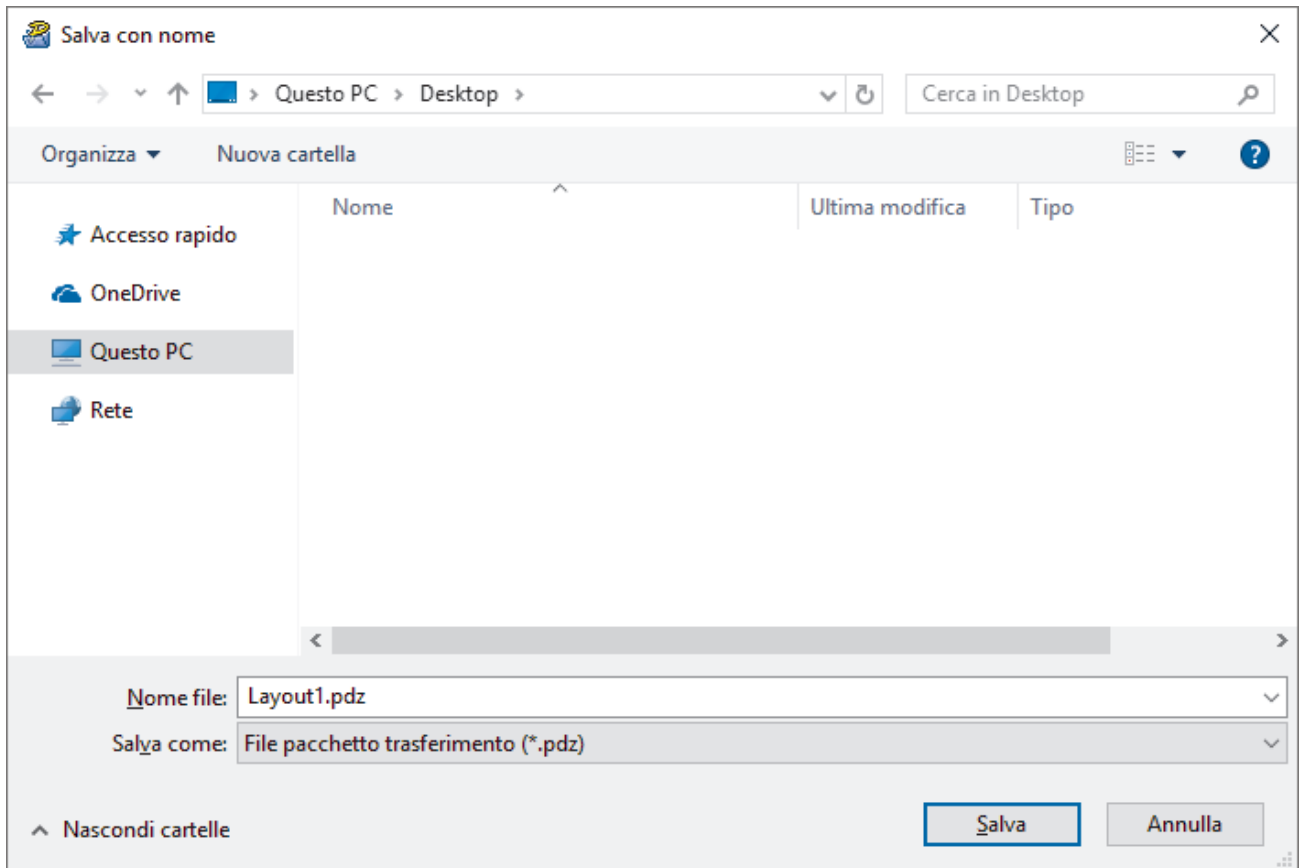 Salva con nome
Questo PC > Desktop >
Cerca in Desktop
Organizza
Nuova cartella
?
Nome
Ultima modifica
Tipo
Accesso rapido
OneDrive
Questo PC
Rete
Nome file: Layout1.pdz
Salva come: File pacchetto trasferimento (*.pdz)
Nascondi cartelle
Salva
Annulla